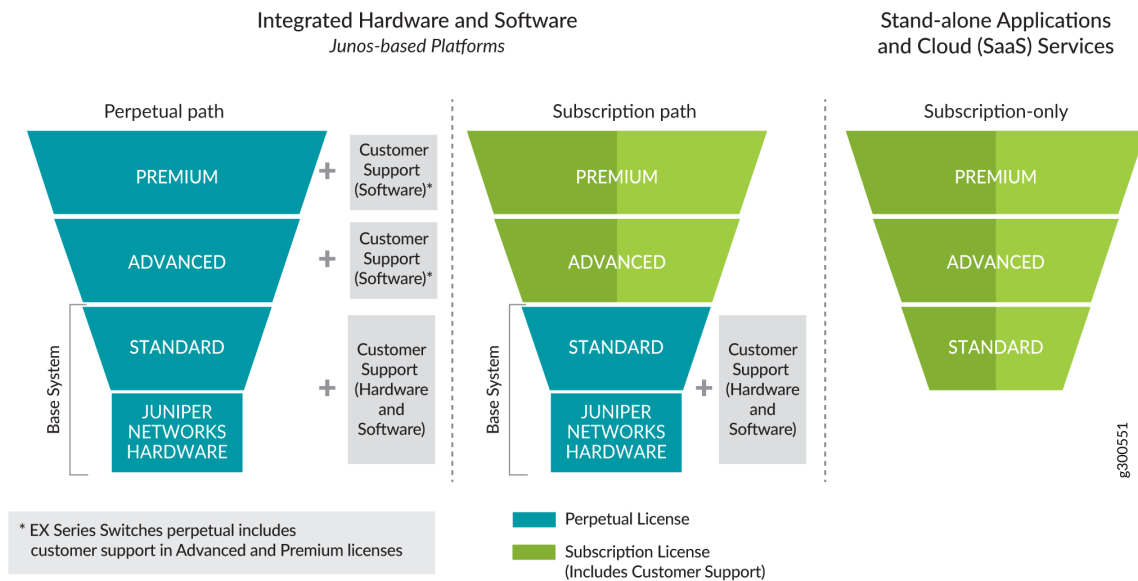 Integrated Hardware and Software
Junos-based Platforms
Stand-alone Applications
and Cloud (SaaS) Services
Perpetual path
PREMIUM
+
Customer
Support
(Software)*
ADVANCED
+
Customer
Support
(Software)*
Base System
STANDARD
JUNIPER
NETWORKS
HARDWARE
+
Customer
Support
(Hardware
and
Software)
Subscription path
PREMIUM
ADVANCED
Base System
STANDARD
JUNIPER
NETWORKS
HARDWARE
+
Customer
Support
(Hardware
and
Software)
Subscription-only
PREMIUM
ADVANCED
STANDARD
g300551
* EX Series Switches perpetual includes
customer support in Advanced and Premium licenses
Perpetual License
Subscription License
(Includes Customer Support)